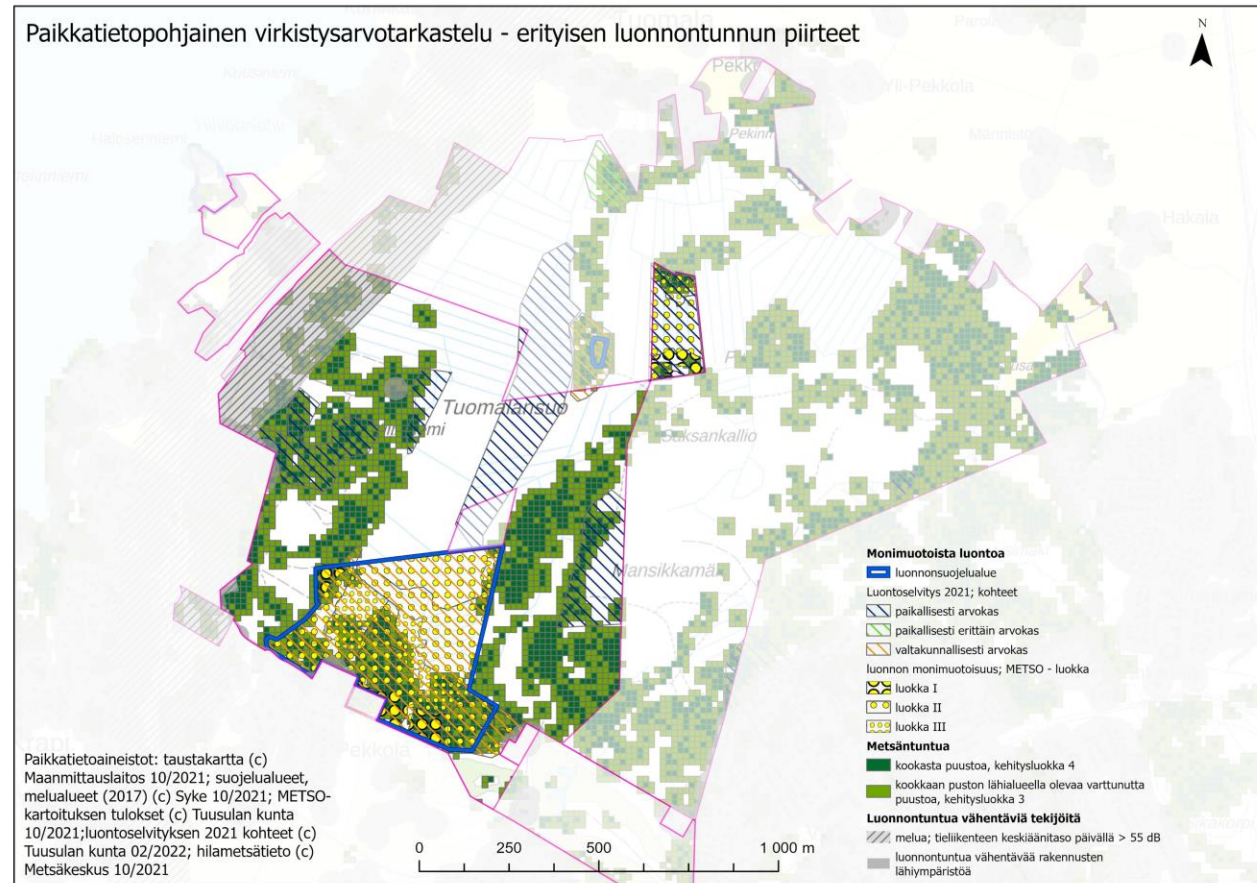 Paikkatietopohjainen virkistysarvotarkastelu - erityisen luonnontunnun piirteet
N
Tuomala
Parola
Pekk
Yli-Pekkola
Pekinn
Männistö
Hakala
Tuomalansuo
Saksankallio
Mansikkamäk
Pekkola
krapi
Monimuotoista luontoa
luonnonsuojelualue
Luontoselvitys 2021; kohteet
paikallisesti arvokas
paikallisesti erittäin arvokas
valtakunnallisesti arvokas
luonnon monimuotoisuus; METSO - luokka
luokka I
luokka II
luokka III
Metsäntuntua
kookasta puustoa, kehitysluokka 4
kookkaan puston lähialueella olevaa varttunutta
puustoa, kehitysluokka 3
Luonnontuntua vähentäviä tekijöitä
melua; tieliikenteen keskiäänitaso päivällä > 55 dB
luonnontuntua vähentävää rakennusten
lähiympäristöä
Paikkatietoaineistot: taustakartta (c)
Maanmittauslaitos 10/2021; suojelualueet,
melualueet (2017) (c) Syke 10/2021; METSO-
kartoituksen tulokset (c) Tuusulan kunta
10/2021;luontoselvityksen 2021 kohteet (c)
Tuusulan kunta 02/2022; hilametsätieto (c)
Metsäkeskus 10/2021
0 250 500 1 000 m